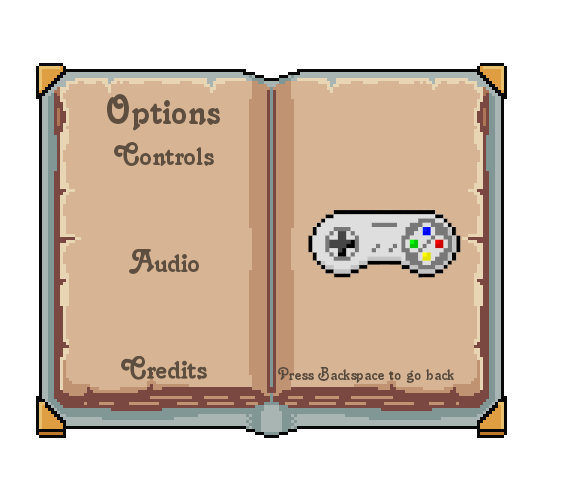 Options
Controls
Audio
Credits
Press Backspace to go back